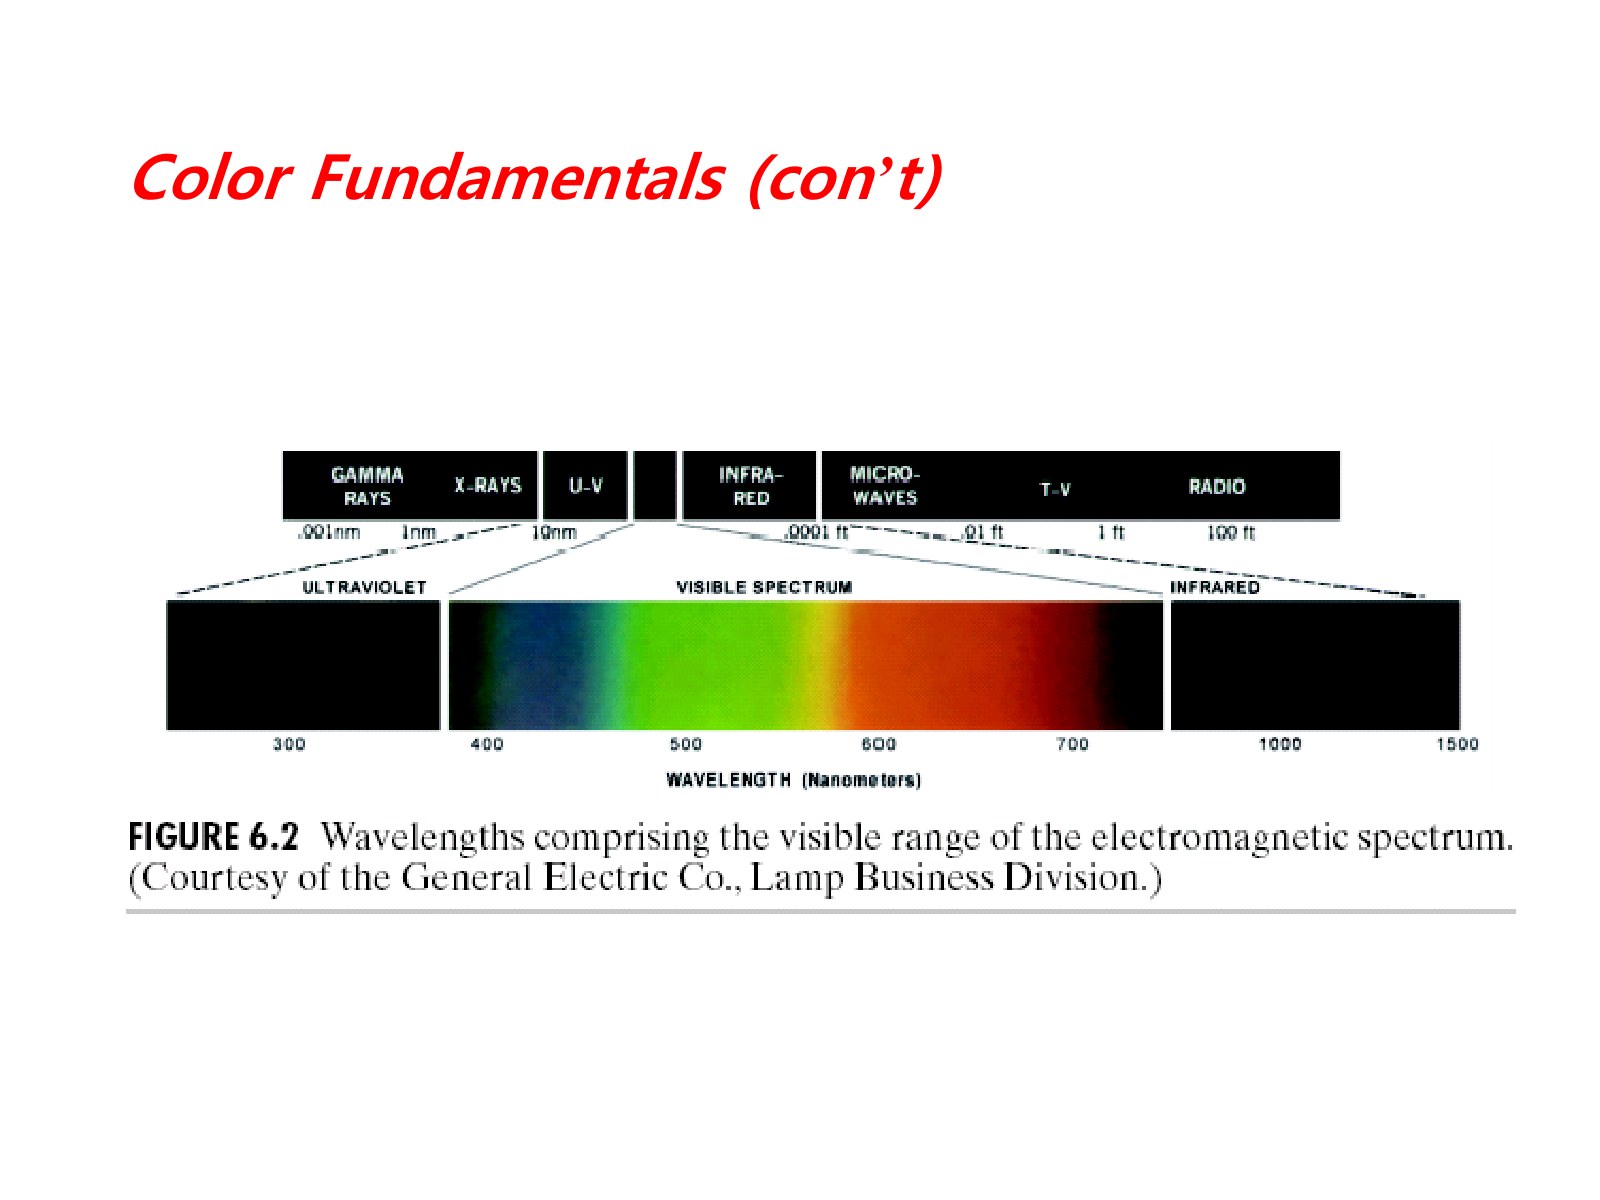 Color Fundamentals (con’t)
GAMMA RAYS X-RAYS U-V INFRA-RED MICRO-WAVES T-V RADIO
.001nm 1nm 10nm .0001 ft .01 ft 1 ft 100 ft
ULTRAVIOLET VISIBLE SPECTRUM INFRARED
300 400 500 600 700 1000 1500
WAVELENGTH (Nanometers)
FIGURE 6.2 Wavelengths comprising the visible range of the electromagnetic spectrum.
(Courtesy of the General Electric Co., Lamp Business Division.)